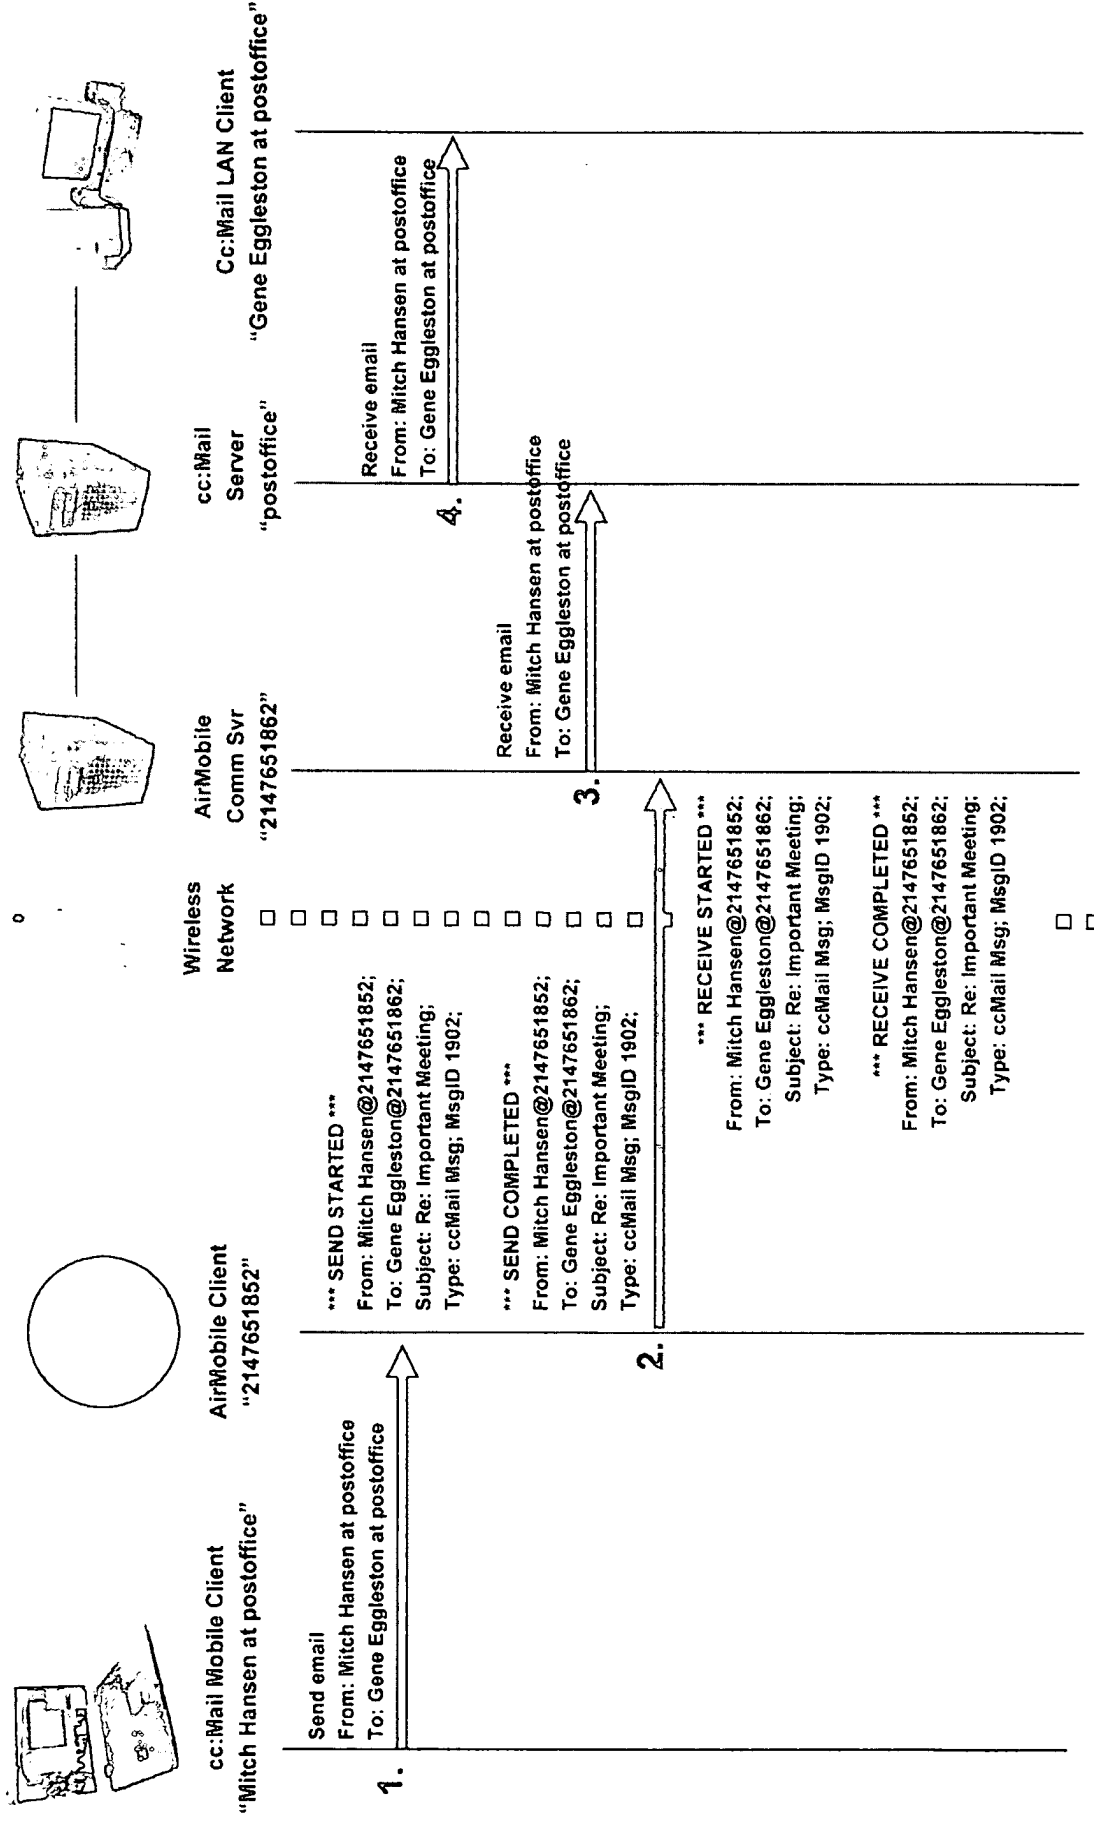 cc:Mail Mobile Client
"Mitch Hansen at postoffice"
AirMobile Client
"2147651852"
Wireless
Network
AirMobile
Comm Svr
"2147651862"
cc:Mail
Server
"postoffice"
Cc:Mail LAN Client
"Gene Eggleston at postoffice"
1.
Send email
From: Mitch Hansen at postoffice
To: Gene Eggleston at postoffice
*** SEND STARTED ***
From: Mitch Hansen@2147651852;
To: Gene Eggleston@2147651862;
Subject: Re: Important Meeting;
Type: ccMail Msg; MsgID 1902;
*** SEND COMPLETED ***
From: Mitch Hansen@2147651852;
To: Gene Eggleston@2147651862;
Subject: Re: Important Meeting;
Type: ccMail Msg; MsgID 1902;
2.
*** RECEIVE STARTED ***
From: Mitch Hansen@2147651852;
To: Gene Eggleston@2147651862;
Subject: Re: Important Meeting;
Type: ccMail Msg; MsgID 1902;
*** RECEIVE COMPLETED ***
From: Mitch Hansen@2147651852;
To: Gene Eggleston@2147651862;
Subject: Re: Important Meeting;
Type: ccMail Msg; MsgID 1902;
3.
Receive email
From: Mitch Hansen at postoffice
To: Gene Eggleston at postoffice
4.
Receive email
From: Mitch Hansen at postoffice
To: Gene Eggleston at postoffice